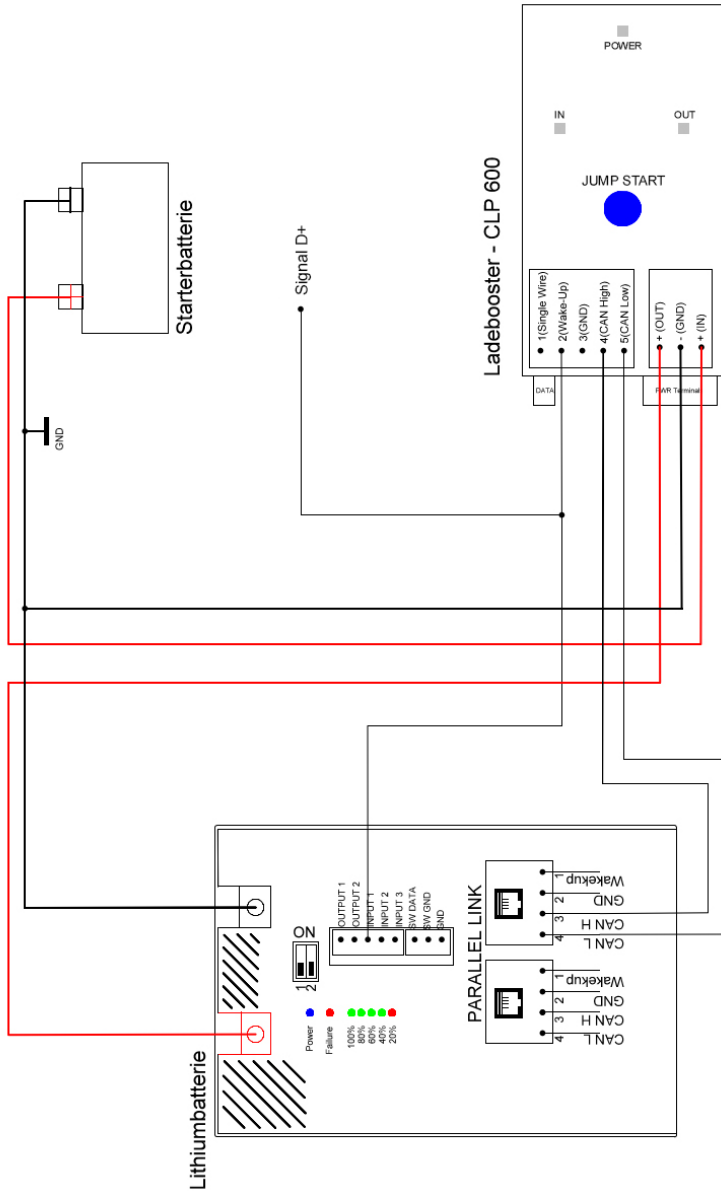 POWER
IN
OUT
JUMP START
Ladebooster - CLP 600
1(Single Wire)
2(Wake-Up)
3(GND)
4(CAN High)
5(CAN Low)
+ (OUT)
- (GND)
+ (IN)
DATA
PWR Terminal
Starterbatterie
Signal D+
GND
Lithiumbatterie
ON
1
2
OUTPUT 1
OUTPUT 2
INPUT 1
INPUT 2
INPUT 3
SW DATA
SW GND
GND
Power
Failure
100%
80%
60%
40%
20%
PARALLEL LINK
1
Wakekup
2
GND
3
CAN H
4
CAN L
1
Wakekup
2
GND
3
CAN H
4
CAN L